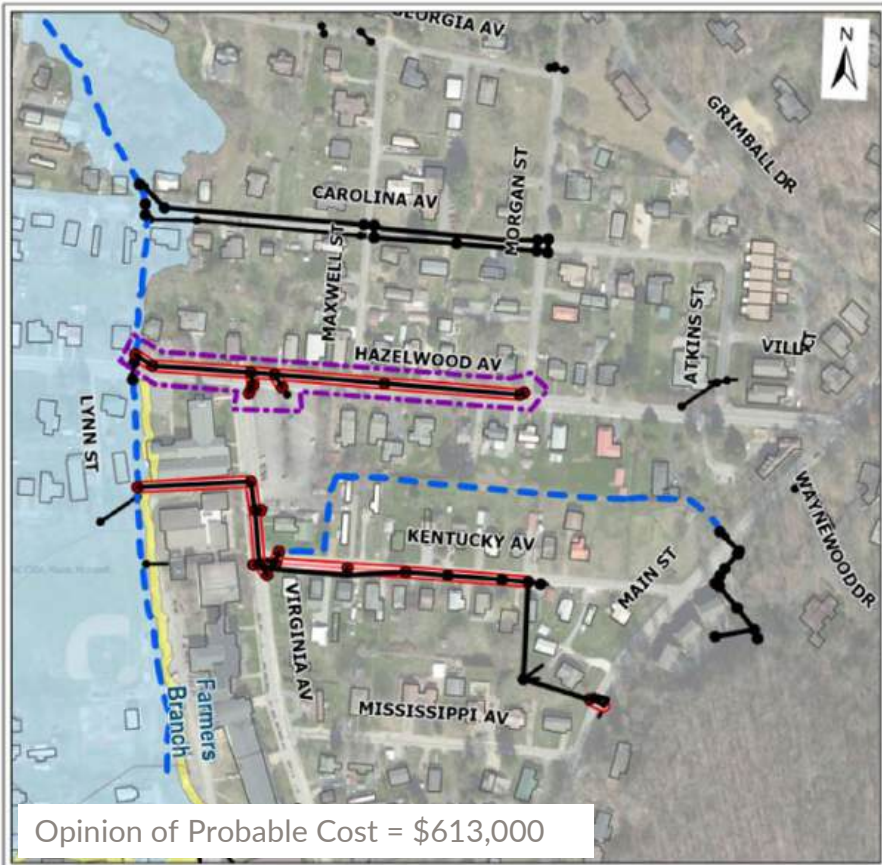 GEORGIA AV
N
GRIMBALL DR
CAROLINA AV
MORGAN ST
MAXWELL ST
ATKINS ST
HAZELWOOD AV
LYNN ST
WAYNEWOOD DR
KENTUCKY AV
MAIN ST
VIRGINIA AV
Farmers
Branch
MISSISSIPPI AV
Opinion of Probable Cost = $613,000